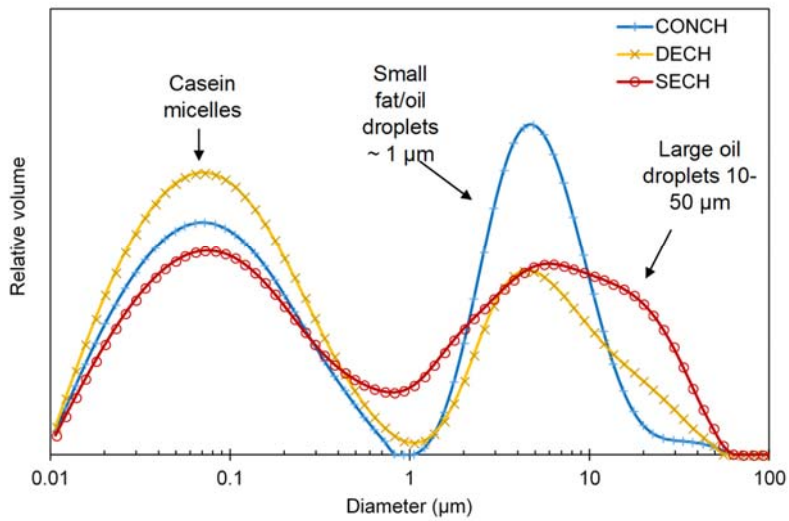 CONCH
DECH
SECH
Casein
micelles
Small
fat/oil
droplets
~ 1 µm
Large oil
droplets 10-
50 µm
Relative volume
0.01
0.1
1
10
100
Diameter (µm)